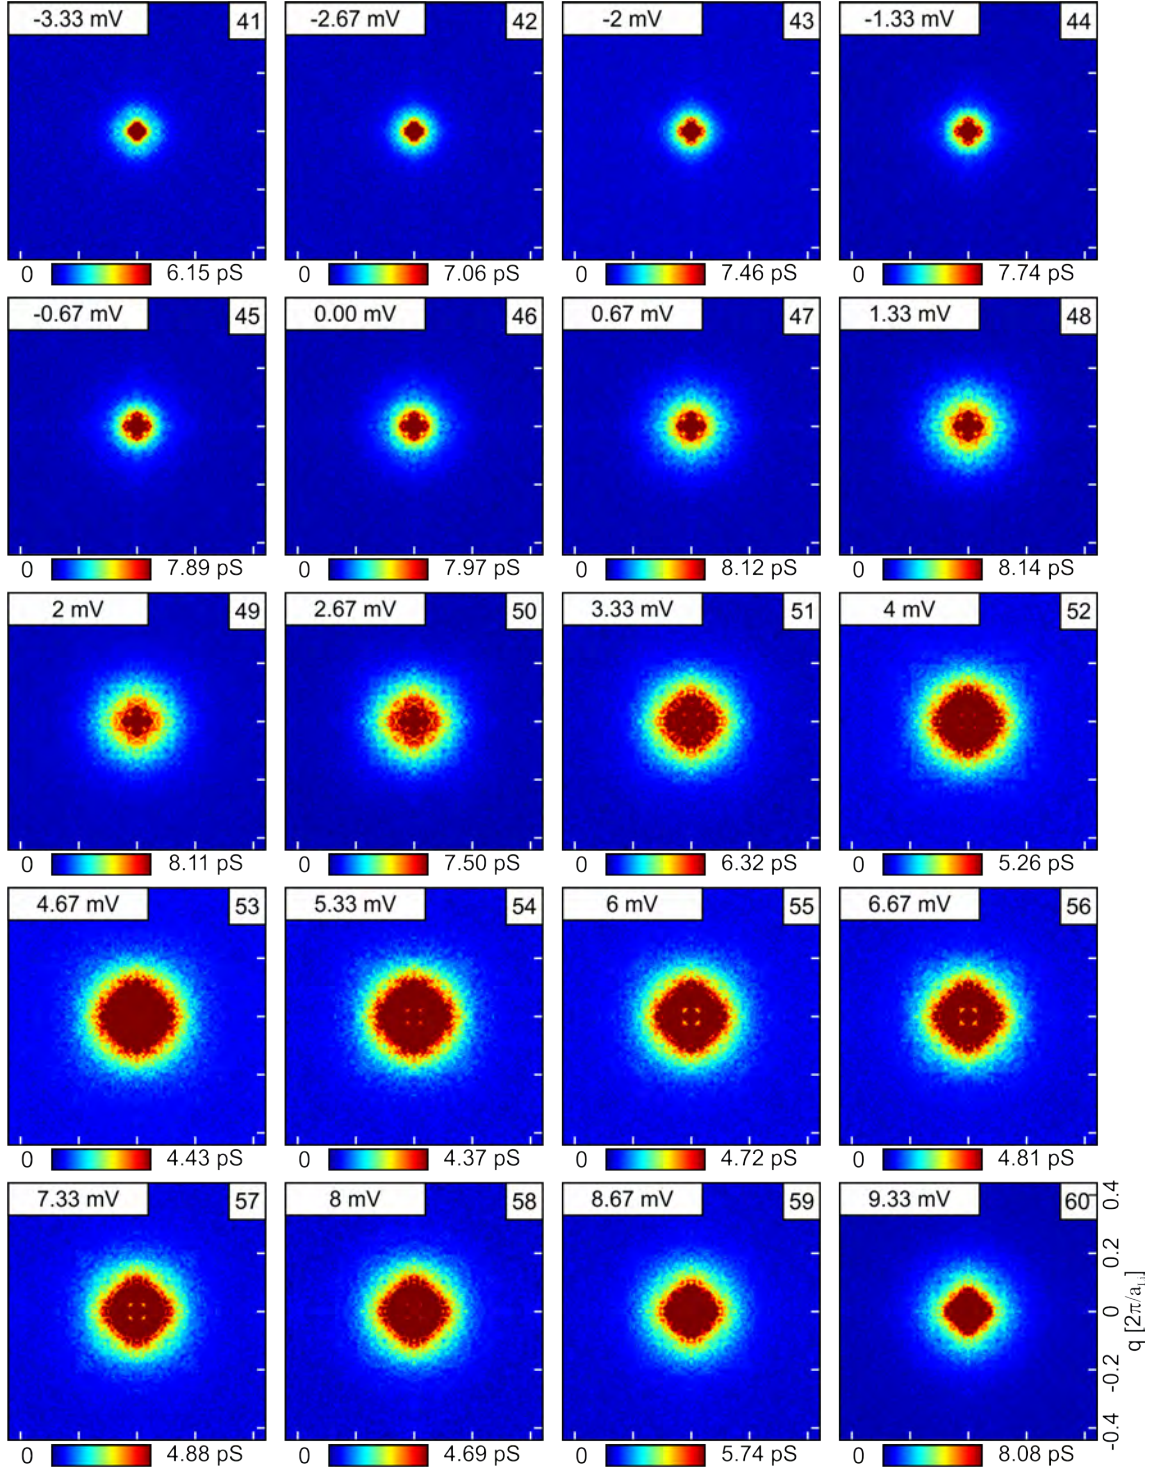 -3.33 mV 41 -2.67 mV 42 -2 mV 43 -1.33 mV 44
0 6.15 pS 0 7.06 pS 0 7.46 pS 0 7.74 pS
-0.67 mV 45 0.00 mV 46 0.67 mV 47 1.33 mV 48
0 7.89 pS 0 7.97 pS 0 8.12 pS 0 8.14 pS
2 mV 49 2.67 mV 50 3.33 mV 51 4 mV 52
0 8.11 pS 0 7.50 pS 0 6.32 pS 0 5.26 pS
4.67 mV 53 5.33 mV 54 6 mV 55 6.67 mV 56
0 4.43 pS 0 4.37 pS 0 4.72 pS 0 4.81 pS
7.33 mV 57 8 mV 58 8.67 mV 59 9.33 mV 60
0 4.88 pS 0 4.69 pS 0 5.74 pS 0 8.08 pS
-0.4 -0.2 0 0.2 0.4
q [2π/a